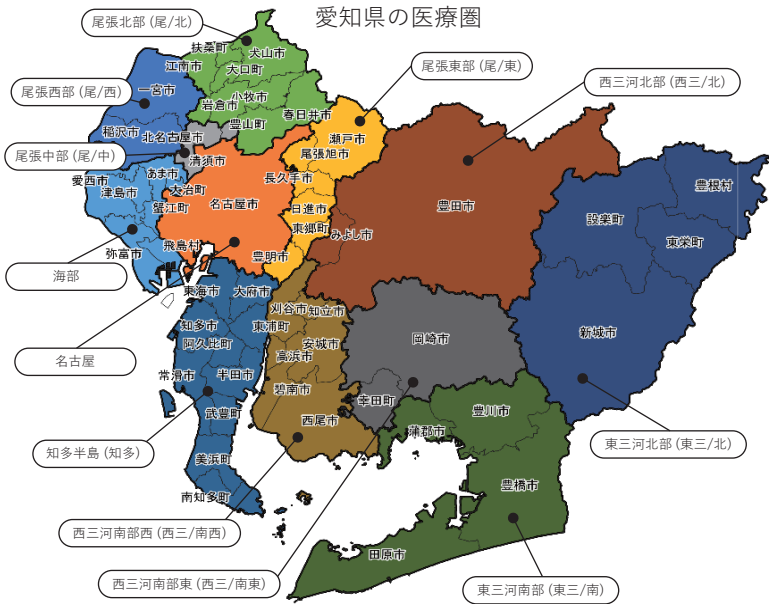 愛知県の医療圏
尾張北部 (尾/北)
扶桑町
犬山市
江南市
大口町
尾張東部 (尾/東)
西三河北部 (西三/北)
尾張西部 (尾/西)
一宮市
小牧市
岩倉市
春日井市
豊山町
稲沢市
北名古屋市
瀬戸市
尾張旭市
尾張中部 (尾/中)
清須市
あま市
愛西市
津島市
大治町
長久手市
豊根村
蟹江町
名古屋市
日進市
豊田市
設楽町
東郷町
みよし市
東栄町
飛島村
弥富市
豊明市
海部
東海市
大府市
刈谷市
知立市
知多市
東浦町
安城市
岡崎市
新城市
阿久比町
高浜市
名古屋
常滑市
半田市
碧南市
幸田町
武豊町
西尾市
豊川市
蒲郡市
東三河北部 (東三/北)
知多半島 (知多)
美浜町
豊橋市
南知多町
西三河南部西 (西三/南西)
田原市
西三河南部東 (西三/南東)
東三河南部 (東三/南)